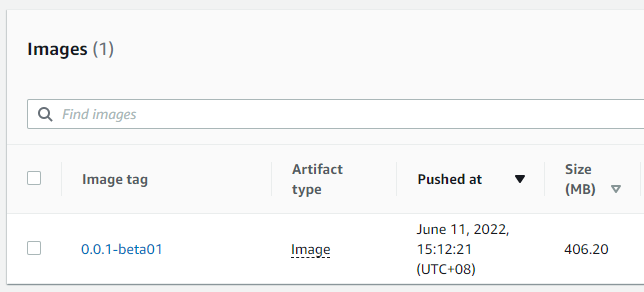 Images (1)
Find images
Image tag
Artifact
type
Pushed at
Size
(MB)
0.0.1-beta01
Image
June 11, 2022,
15:12:21
(UTC+08)
406.20